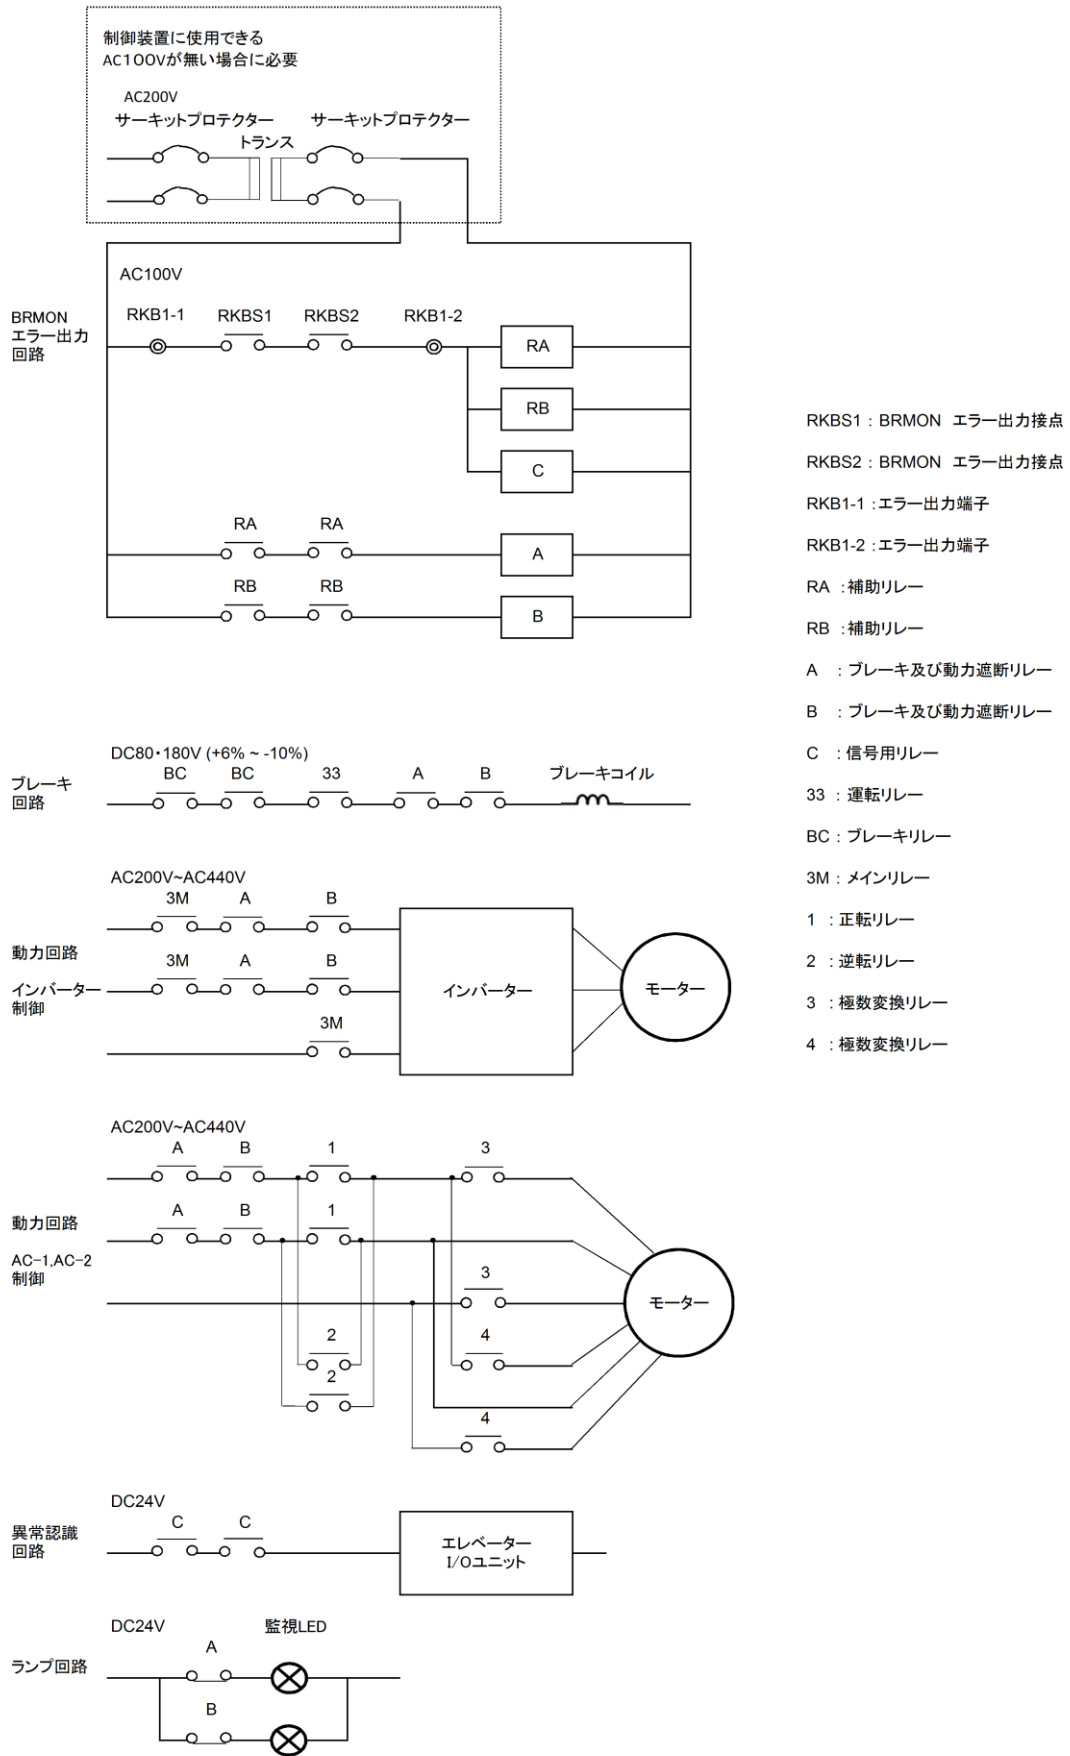 制御装置に使用できる
AC100Vが無い場合に必要
AC200V
サーキットプロテクター サーキットプロテクター
トランス
AC100V
BRMON
エラー出力
回路
RKB1-1 RKBS1 RKBS2 RKB1-2
RA
RB
C
RA RA
A
RB RB
B
RKBS1：BRMON エラー出力接点
RKBS2：BRMON エラー出力接点
RKB1-1：エラー出力端子
RKB1-2：エラー出力端子
RA ：補助リレー
RB ：補助リレー
A ：ブレーキ及び動力遮断リレー
B ：ブレーキ及び動力遮断リレー
C ：信号用リレー
33 ：運転リレー
BC：ブレーキリレー
3M：メインリレー
1 ：正転リレー
2 ：逆転リレー
3 ：極数変換リレー
4 ：極数変換リレー
DC80・180V (+6% ~ -10%)
ブレーキ
回路
BC BC 33 A B ブレーキコイル
AC200V~AC440V
3M A B
動力回路
インバーター
制御
3M A B
3M
インバーター
モーター
AC200V~AC440V
A B 1 3
動力回路
AC-1,AC-2
制御
A B 1
3
2 4
2
4
モーター
DC24V
異常認識
回路
C C
エレベーター
I/Oユニット
DC24V 監視LED
ランプ回路
A
B